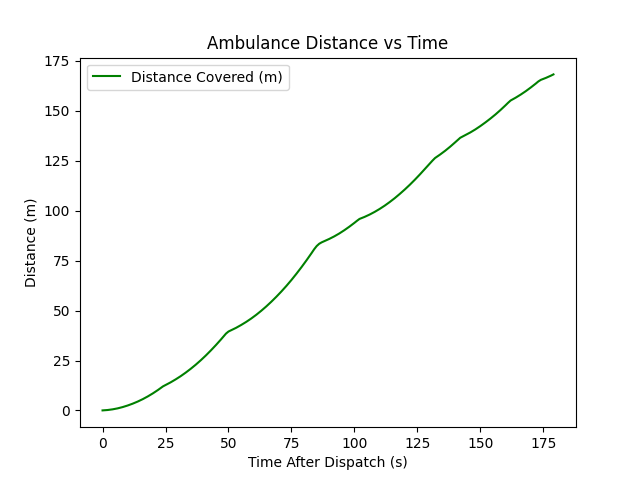 Ambulance Distance vs Time
Distance Covered (m)
Distance (m)
175
150
125
100
75
50
25
0
0 25 50 75 100 125 150 175
Time After Dispatch (s)